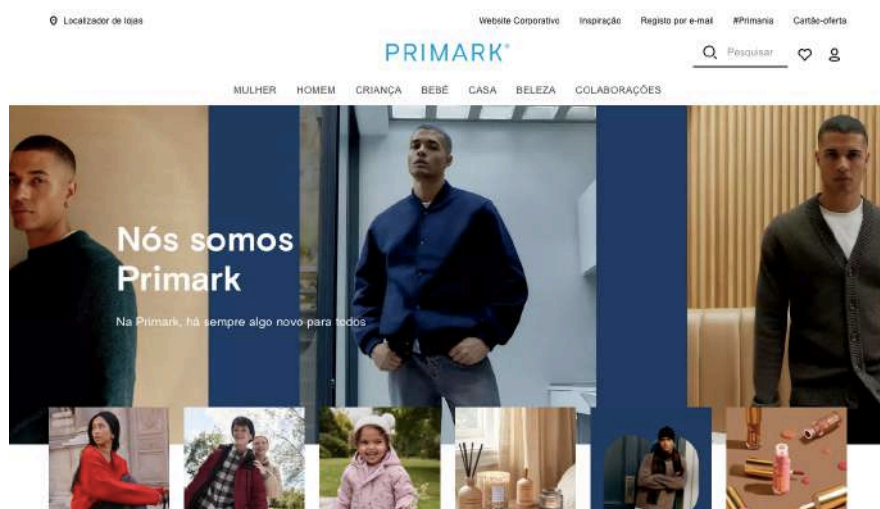 Localizador de lojas
Website Corporativo Inspiração Registo por e-mail #Primania Cartão-oferta
PRIMARK®
Pesquisar
MULHER HOMEM CRIANÇA BEBÉ CASA BELEZA COLABORAÇÕES
Nós somos
Primark
Na Primark, há sempre algo novo para todos